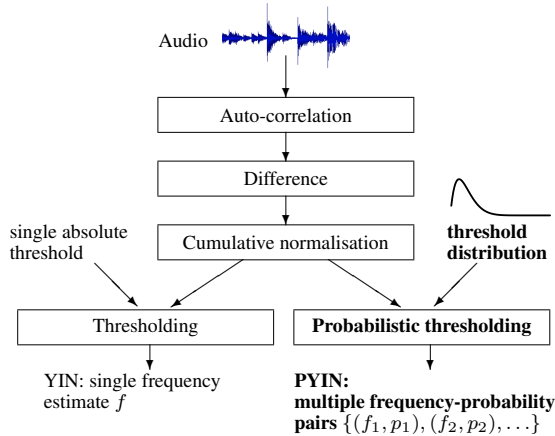 Audio
Auto-correlation
Difference
Cumulative normalisation
single absolute
threshold
threshold
distribution
Thresholding
Probabilistic thresholding
YIN: single frequency
estimate f
PYIN:
multiple frequency-probability
pairs {(f₁, p₁), (f₂, p₂), . . .}